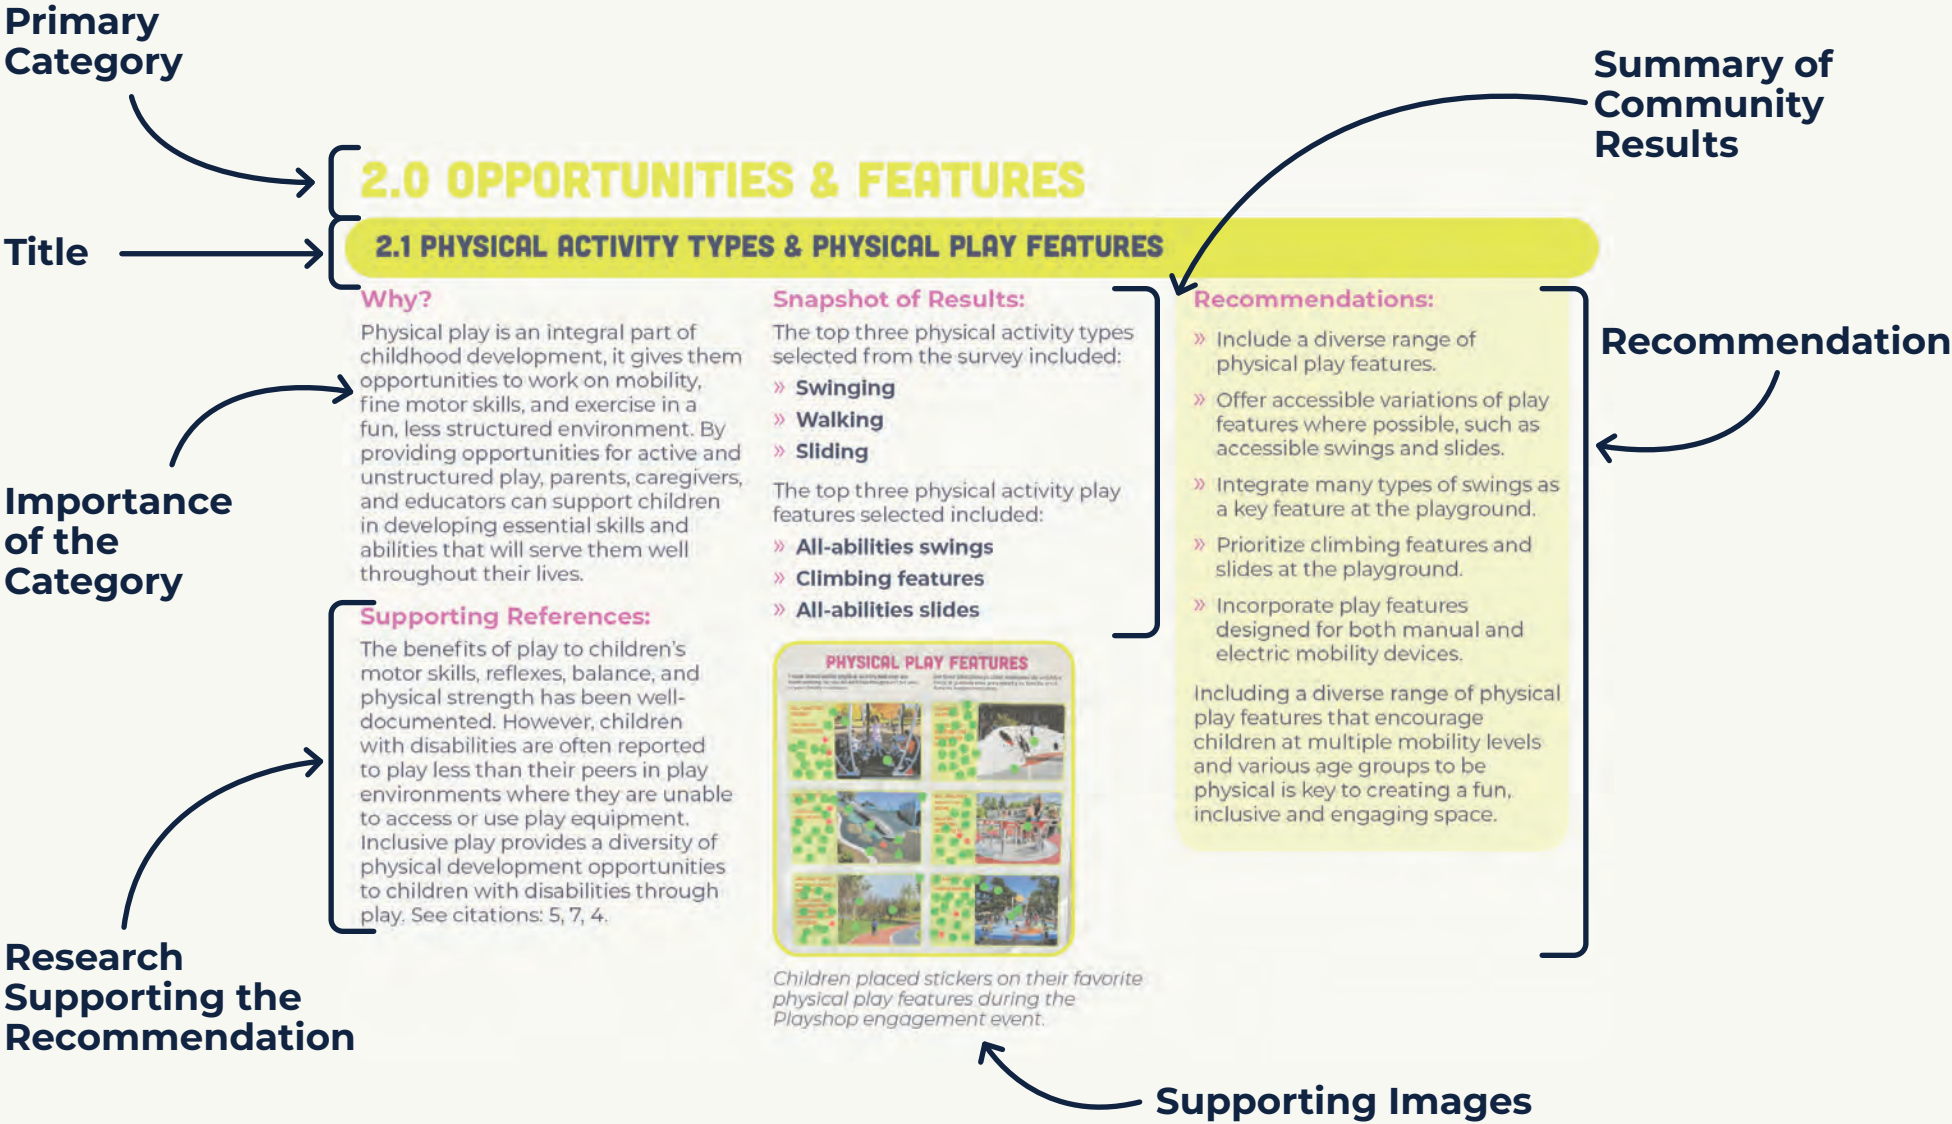 Primary
Category
Summary of
Community
Results
2.0 OPPORTUNITIES & FEATURES
Title
2.1 PHYSICAL ACTIVITY TYPES & PHYSICAL PLAY FEATURES
Why?
Physical play is an integral part of
childhood development, it gives them
opportunities to work on mobility,
fine motor skills, and exercise in a
fun, less structured environment. By
providing opportunities for active and
unstructured play, parents, caregivers,
and educators can support children
in developing essential skills and
abilities that will serve them well
throughout their lives.
Importance
of the
Category
Supporting References:
The benefits of play to children's
motor skills, reflexes, balance, and
physical strength has been well-
documented. However, children
with disabilities are often reported
to play less than their peers in play
environments where they are unable
to access or use play equipment.
Inclusive play provides a diversity of
physical development opportunities
to children with disabilities through
play. See citations: 5, 7, 4.
Research
Supporting the
Recommendation
Snapshot of Results:
The top three physical activity types
selected from the survey included:
» Swinging
» Walking
» Sliding
The top three physical activity play
features selected included:
» All-abilities swings
» Climbing features
» All-abilities slides
PHYSICAL PLAY FEATURES
Children placed stickers on their favorite
physical play features during the
Playshop engagement event.
Supporting Images
Recommendations:
» Include a diverse range of
physical play features.
» Offer accessible variations of play
features where possible, such as
accessible swings and slides.
» Integrate many types of swings as
a key feature at the playground.
» Prioritize climbing features and
slides at the playground.
» Incorporate play features
designed for both manual and
electric mobility devices.
Including a diverse range of physical
play features that encourage
children at multiple mobility levels
and various age groups to be
physical is key to creating a fun,
inclusive and engaging space.
Recommendation